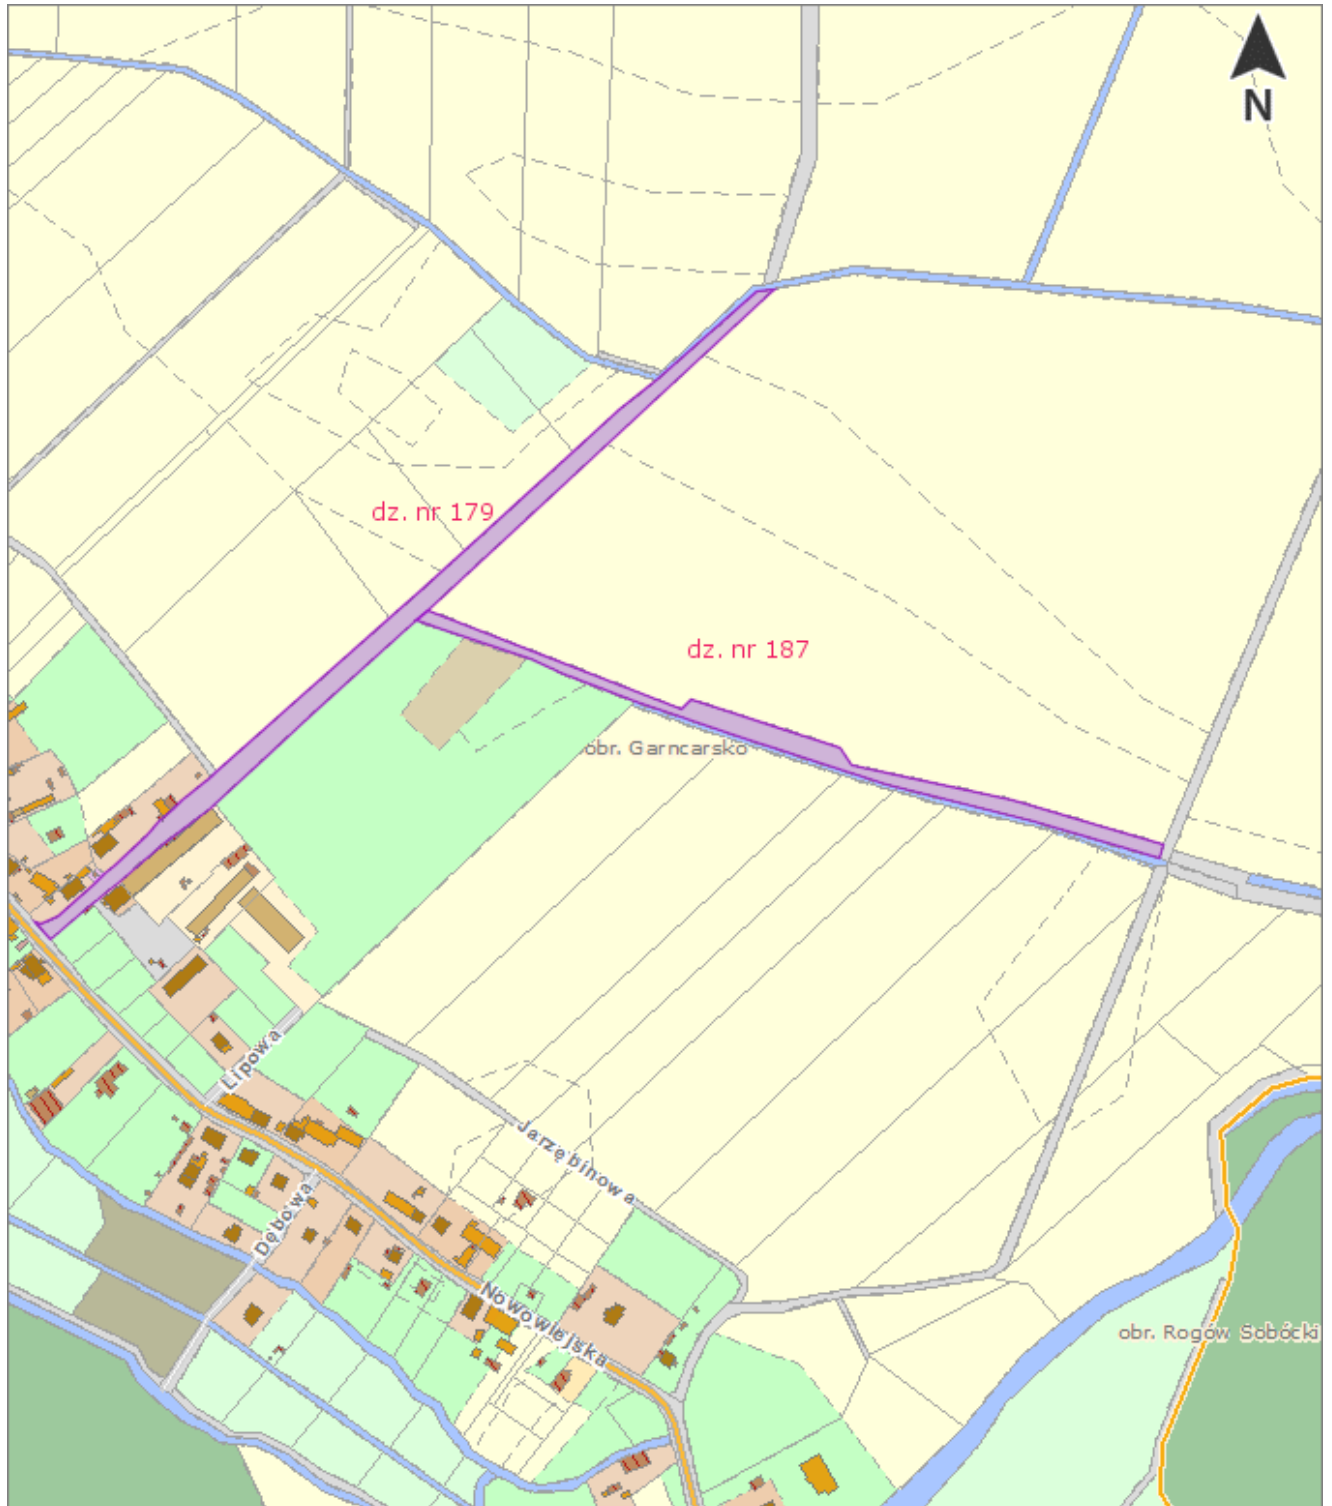 N
dz. nr 179
dz. nr 187
obr. Garncarsko
Lipowa
Jarzębinowa
Dębowa
Nowowiejska
obr. Rogów Sobócki